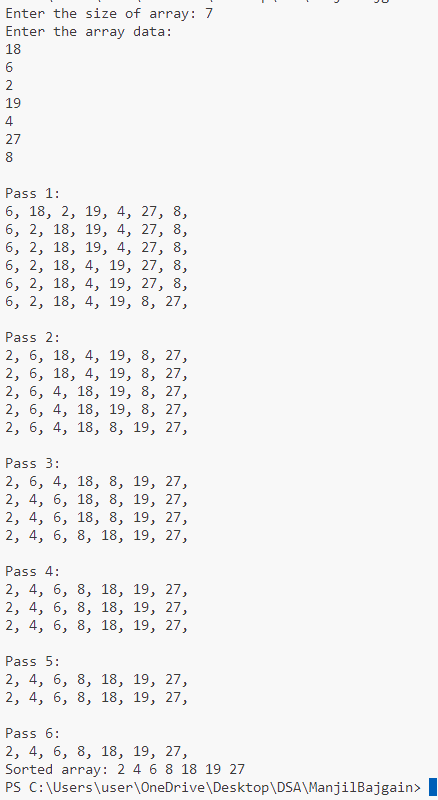 Enter the size of array: 7
Enter the array data:
18
6
2
19
4
27
8
Pass 1:
6, 18, 2, 19, 4, 27, 8,
6, 2, 18, 19, 4, 27, 8,
6, 2, 18, 19, 4, 27, 8,
6, 2, 18, 4, 19, 27, 8,
6, 2, 18, 4, 19, 27, 8,
6, 2, 18, 4, 19, 8, 27,
Pass 2:
2, 6, 18, 4, 19, 8, 27,
2, 6, 18, 4, 19, 8, 27,
2, 6, 4, 18, 19, 8, 27,
2, 6, 4, 18, 19, 8, 27,
2, 6, 4, 18, 8, 19, 27,
Pass 3:
2, 6, 4, 18, 8, 19, 27,
2, 4, 6, 18, 8, 19, 27,
2, 4, 6, 18, 8, 19, 27,
2, 4, 6, 8, 18, 19, 27,
Pass 4:
2, 4, 6, 8, 18, 19, 27,
2, 4, 6, 8, 18, 19, 27,
2, 4, 6, 8, 18, 19, 27,
Pass 5:
2, 4, 6, 8, 18, 19, 27,
2, 4, 6, 8, 18, 19, 27,
Pass 6:
2, 4, 6, 8, 18, 19, 27,
Sorted array: 2 4 6 8 18 19 27
PS C:\Users\user\OneDrive\Desktop\DSA\ManjilBajgain>